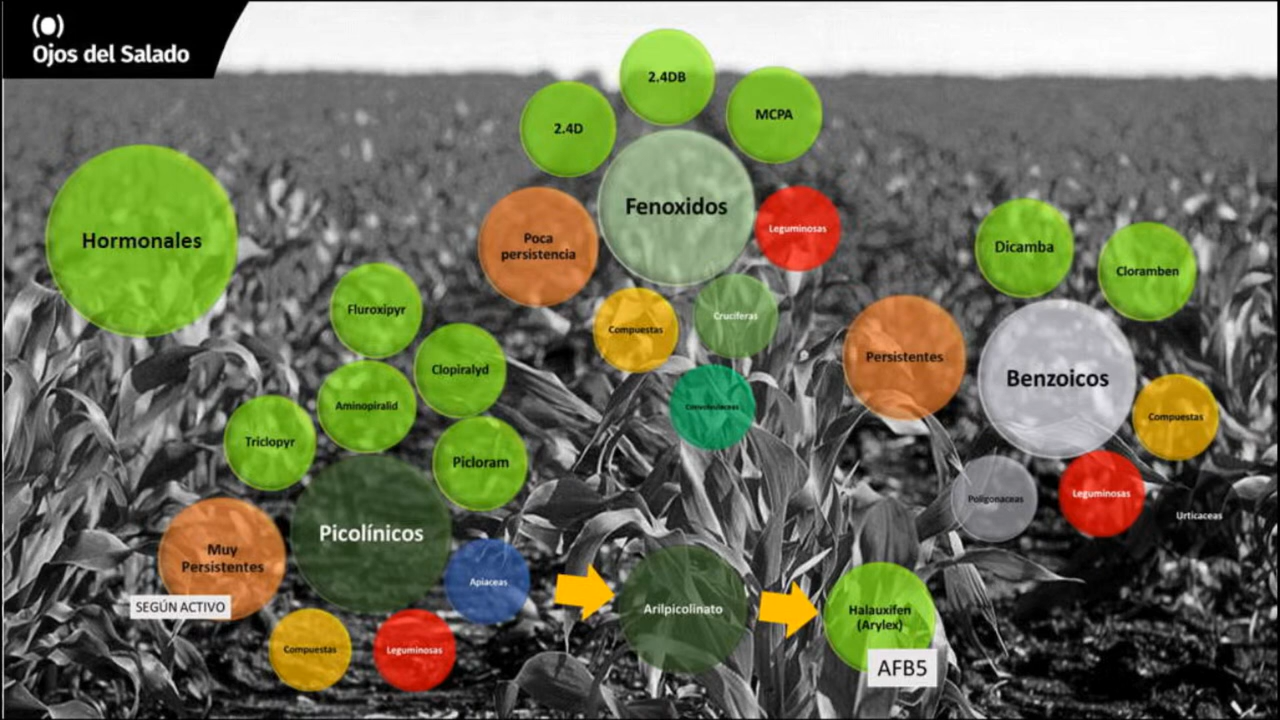 (●)
Ojos del Salado
2.4DB
2.4D
MCPA
Fenoxidos
Hormonales
Poca
persistencia
Leguminosas
Dicamba
Cloramben
Fluroxipyr
Compuestas
Crucíferas
Clopiralyd
Persistentes
Benzoicos
Aminopiralid
Convolvulaceas
Compuestas
Triclopyr
Picloram
Poligonaceas
Leguminosas
Urticaceas
Picolínicos
Muy
Persistentes
SEGÚN ACTIVO
Apiaceas
Arilpicolinato
Halauxifen
(Arylex)
AFB5
Compuestas
Leguminosas